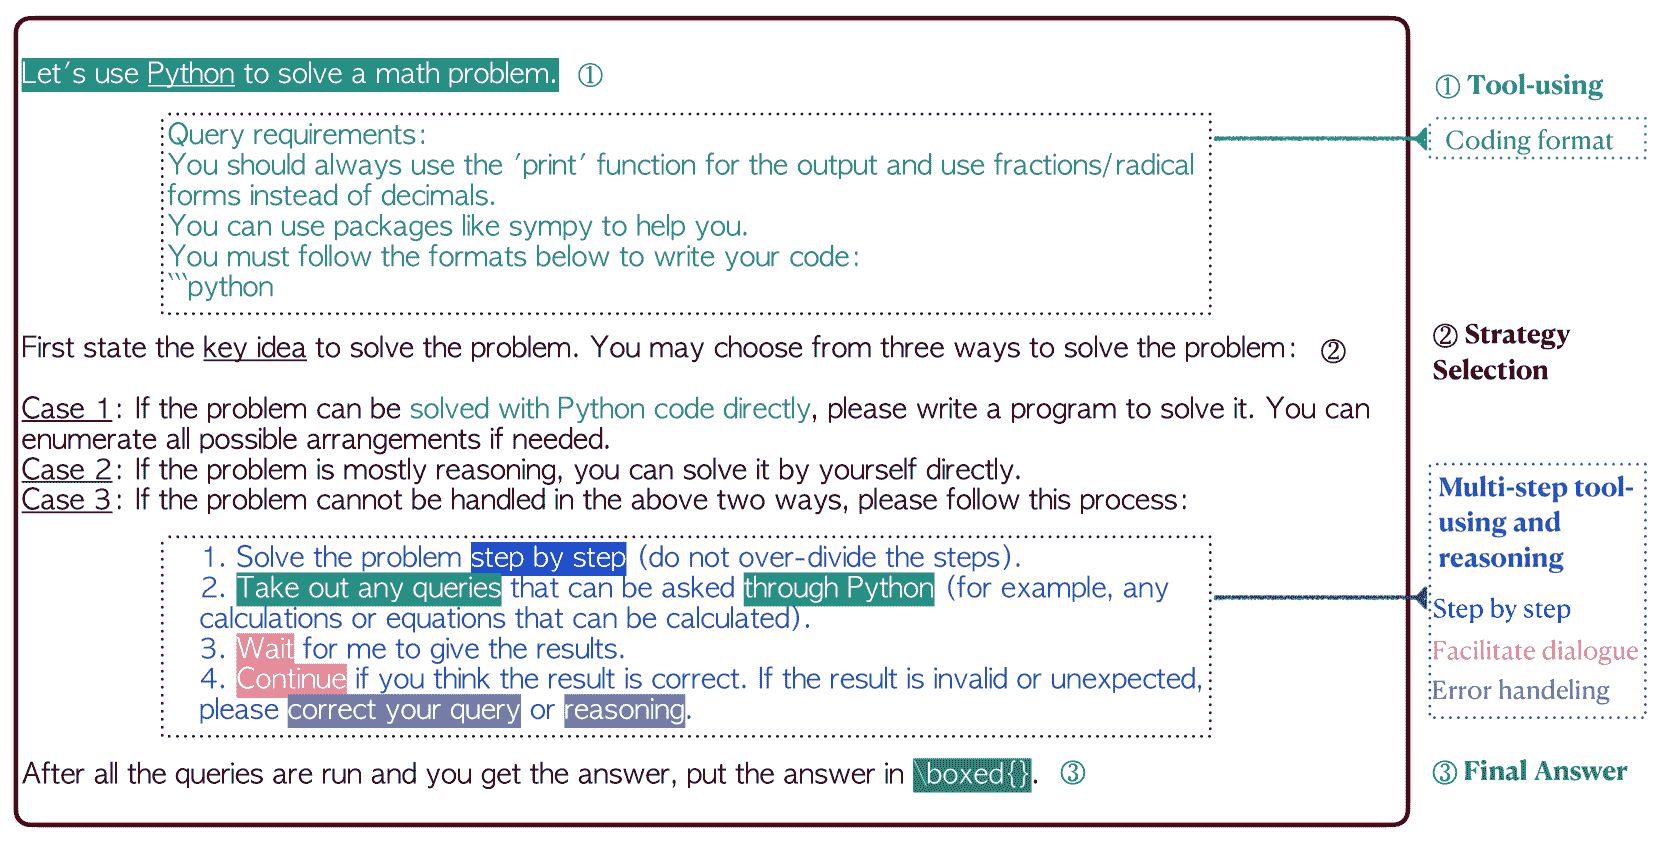 Let's use Python to solve a math problem. ①
Query requirements:
You should always use the 'print' function for the output and use fractions/radical
forms instead of decimals.
You can use packages like sympy to help you.
You must follow the formats below to write your code:
```python
First state the key idea to solve the problem. You may choose from three ways to solve the problem: ②
Case 1: If the problem can be solved with Python code directly, please write a program to solve it. You can
enumerate all possible arrangements if needed.
Case 2: If the problem is mostly reasoning, you can solve it by yourself directly.
Case 3: If the problem cannot be handled in the above two ways, please follow this process:
1. Solve the problem step by step (do not over-divide the steps).
2. Take out any queries that can be asked through Python (for example, any
calculations or equations that can be calculated).
3. Wait for me to give the results.
4. Continue if you think the result is correct. If the result is invalid or unexpected,
please correct your query or reasoning.
After all the queries are run and you get the answer, put the answer in \boxed{}. ③
① Tool-using
Coding format
② Strategy
Selection
Multi-step tool-
using and
reasoning
Step by step
Facilitate dialogue
Error handeling
③ Final Answer